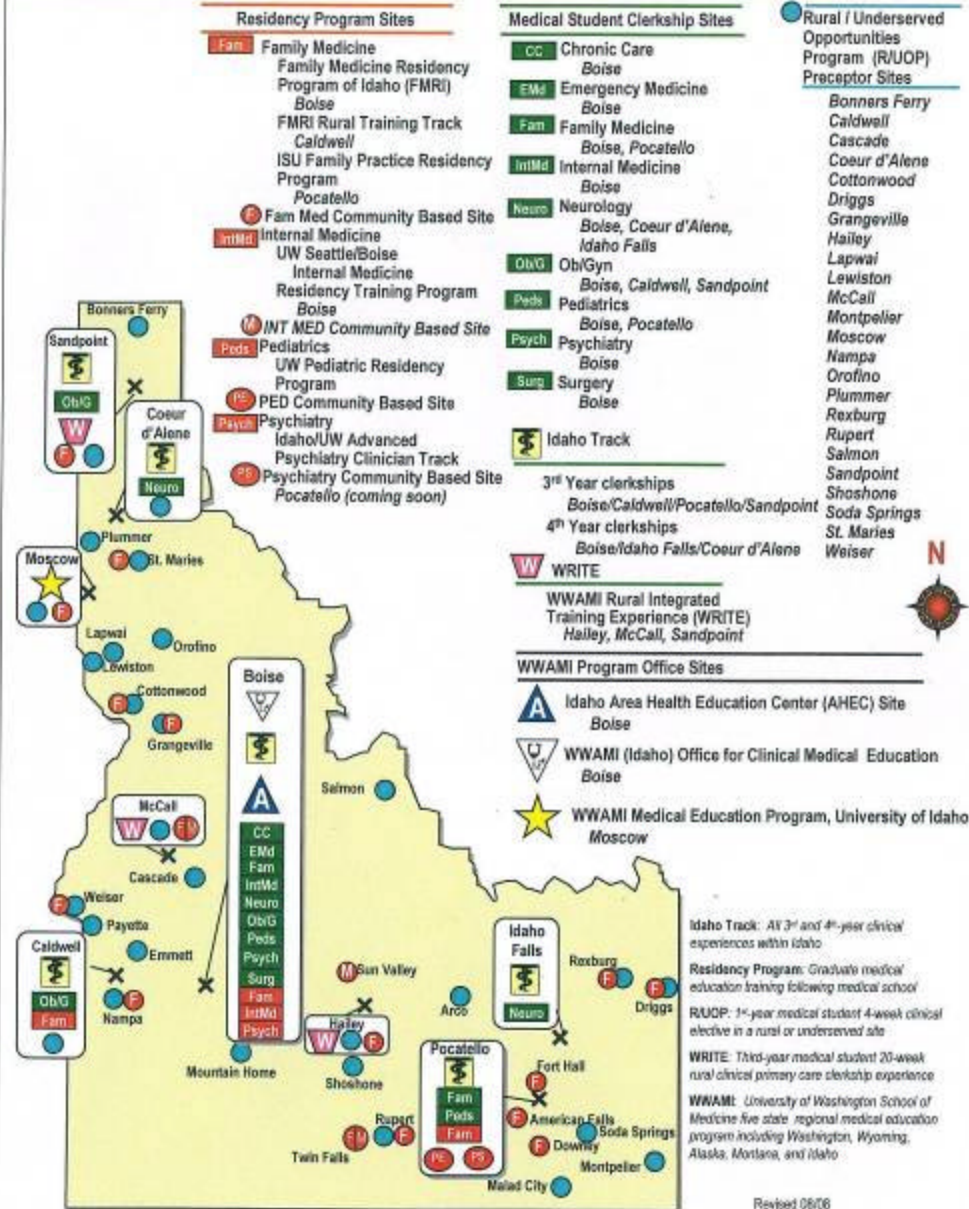 Residency Program Sites
Fam Family Medicine
Family Medicine Residency
Program of Idaho (FMRI)
Boise
FMRI Rural Training Track
Caldwell
ISU Family Practice Residency
Program
Pocatello
F Fam Med Community Based Site
IntMd Internal Medicine
UW Seattle/Boise
Internal Medicine
Residency Training Program
Boise
M INT MED Community Based Site
Peds Pediatrics
UW Pediatric Residency
Program
PE PED Community Based Site
Psych Psychiatry
Idaho/UW Advanced
Psychiatry Clinician Track
PS Psychiatry Community Based Site
Pocatello (coming soon)
Medical Student Clerkship Sites
CC Chronic Care
Boise
EMd Emergency Medicine
Boise
Fam Family Medicine
Boise, Pocatello
IntMd Internal Medicine
Boise
Neuro Neurology
Boise, Coeur d'Alene,
Idaho Falls
Ob/G Ob/Gyn
Boise, Caldwell, Sandpoint
Peds Pediatrics
Boise, Pocatello
Psych Psychiatry
Boise
Surg Surgery
Boise
Idaho Track
3rd Year clerkships
Boise/Caldwell/Pocatello/Sandpoint
4th Year clerkships
Boise/Idaho Falls/Coeur d'Alene
W WRITE
WWAMI Rural Integrated
Training Experience (WRITE)
Hailey, McCall, Sandpoint
WWAMI Program Office Sites
A Idaho Area Health Education Center (AHEC) Site
Boise
WWAMI (Idaho) Office for Clinical Medical Education
Boise
WWAMI Medical Education Program, University of Idaho
Moscow
Rural / Underserved
Opportunities
Program (R/UOP)
Preceptor Sites
Bonners Ferry
Caldwell
Cascade
Coeur d'Alene
Cottonwood
Driggs
Grangeville
Hailey
Lapwai
Lewiston
McCall
Montpelier
Moscow
Nampa
Orofino
Plummer
Rexburg
Rupert
Salmon
Sandpoint
Shoshone
Soda Springs
St. Maries
Weiser
N
Bonners Ferry
Sandpoint
Ob/G
W
F
Coeur
d'Alene
Neuro
Plummer
F St. Maries
Moscow
F
Lapwai
Orofino
Lewiston
Cottonwood
F
F
Grangeville
Boise
A
CC
EMd
Fam
IntMd
Neuro
Ob/G
Peds
Psych
Surg
Fam
IntMd
Psych
Salmon
McCall
W
F M
Cascade
F Weiser
Payette
Emmett
Caldwell
Ob/G
Fam
F
Nampa
Mountain Home
M Sun Valley
Hailey
W F
Shoshone
Arco
Idaho
Falls
Neuro
Rexburg
F
F
Driggs
Pocatello
Fam
Peds
Fam
PE PS
Fort Hall
F
F American Falls
Soda Springs
F Downey
Montpelier
Malad City
Rupert
F M F
Twin Falls
Idaho Track: All 3rd and 4th-year clinical
experiences within Idaho
Residency Program: Graduate medical
education training following medical school
R/UOP: 1st-year medical student 4-week clinical
elective in a rural or underserved site
WRITE: Third-year medical student 20-week
rural clinical primary care clerkship experience
WWAMI: University of Washington School of
Medicine five state regional medical education
program including Washington, Wyoming,
Alaska, Montana, and Idaho
Revised 08/08